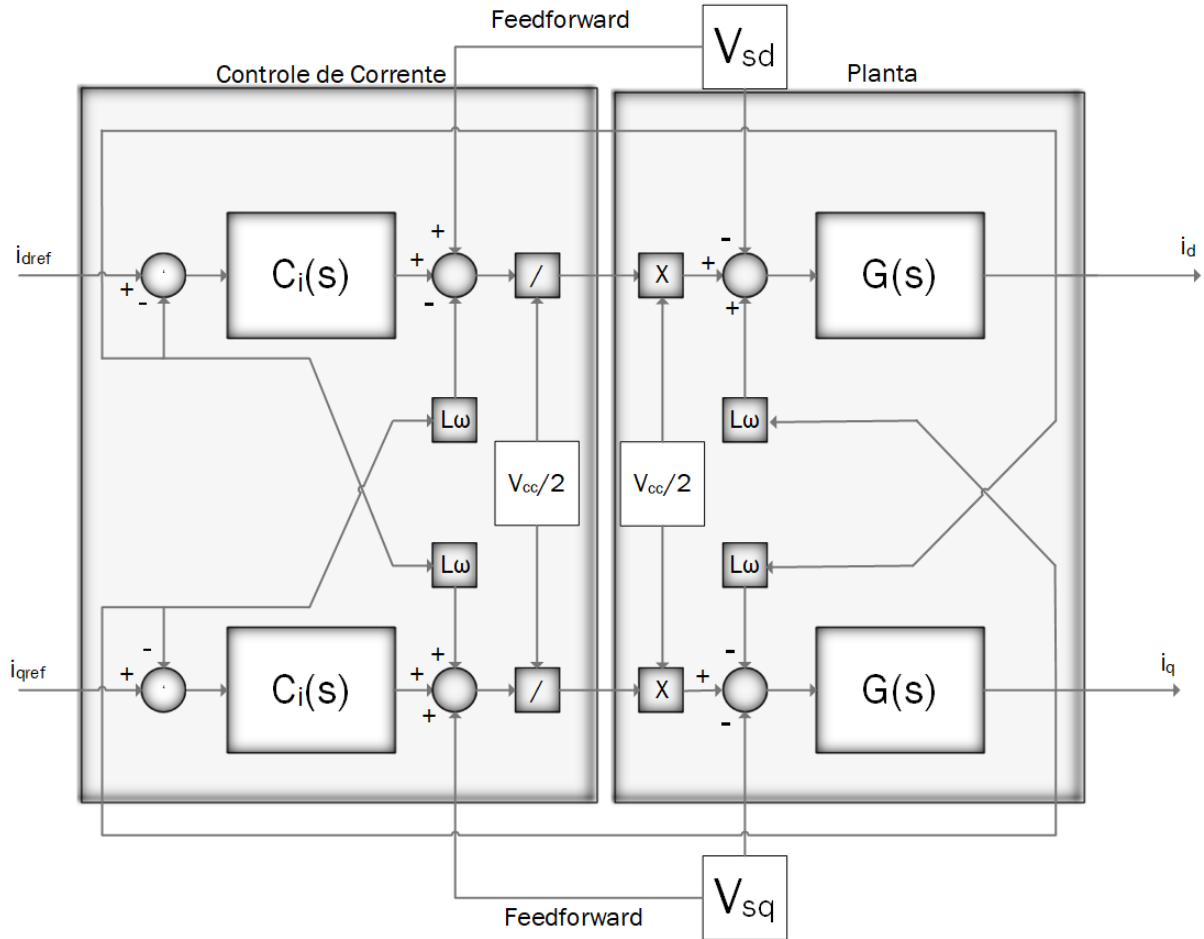 Feedforward
Vsd
Controle de Corrente
Planta
+
-
idref
+
-
Ci(s)
+
-
/
X
+
+
G(s)
id
Lω
Lω
Vcc/2
Vcc/2
Lω
Lω
iqref
-
+
Ci(s)
+
+
+
/
X
+
-
-
G(s)
iq
Feedforward
Vsq